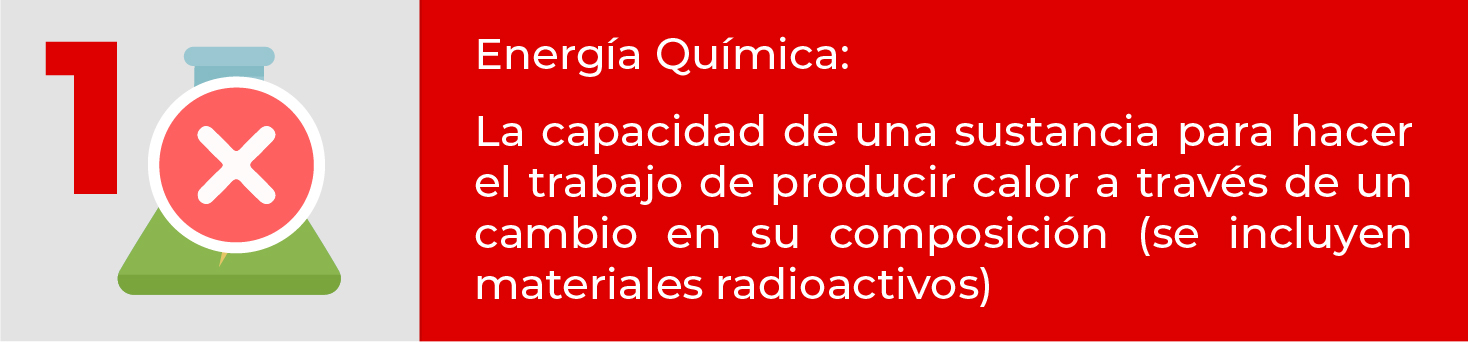 1
Energía Química:
La capacidad de una sustancia para hacer
el trabajo de producir calor a través de un
cambio en su composición (se incluyen
materiales radioactivos)